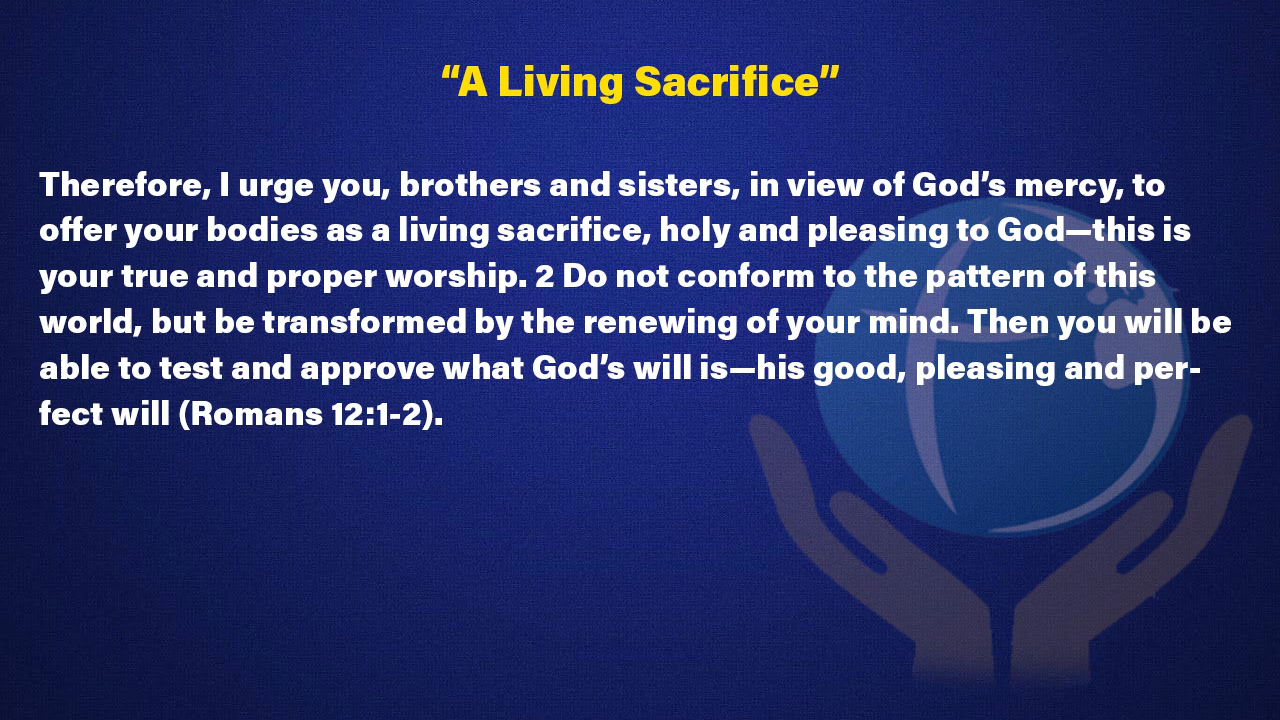 “A Living Sacrifice”
Therefore, I urge you, brothers and sisters, in view of God’s mercy, to
offer your bodies as a living sacrifice, holy and pleasing to God—this is
your true and proper worship. 2 Do not conform to the pattern of this
world, but be transformed by the renewing of your mind. Then you will be
able to test and approve what God’s will is—his good, pleasing and per-
fect will (Romans 12:1-2).